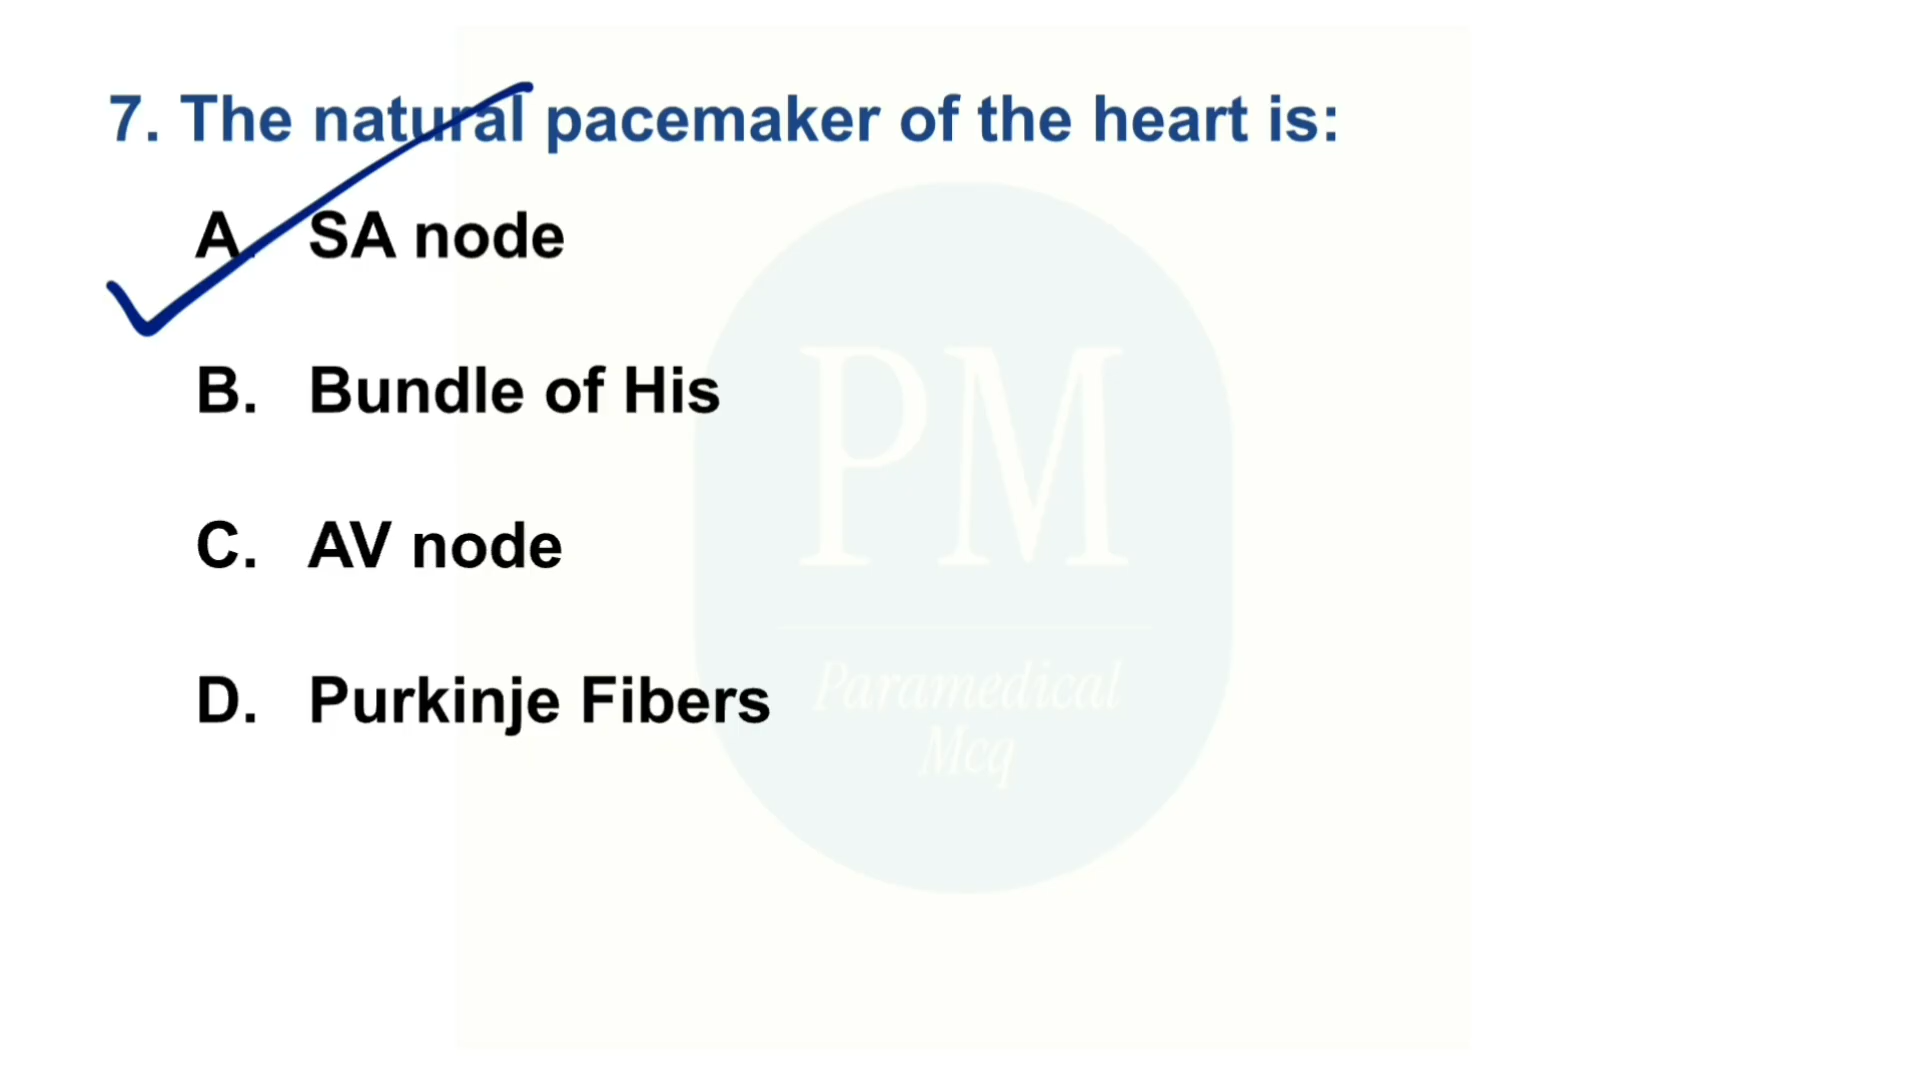 7. The natural pacemaker of the heart is:
A. SA node
B. Bundle of His
C. AV node
D. Purkinje Fibers
PM
Paramedical
Mcq